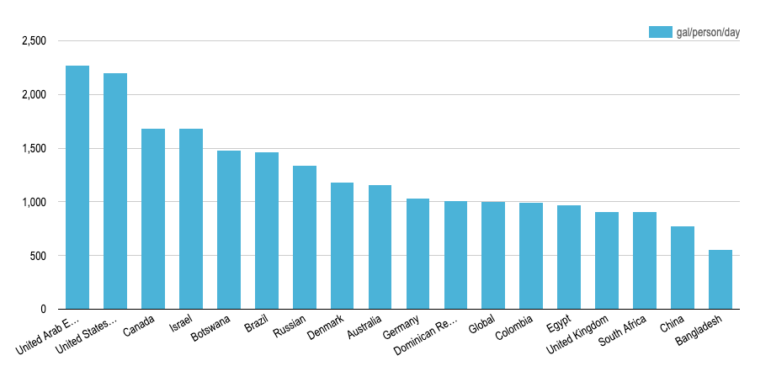 gal/person/day
2,500
2,000
1,500
1,000
500
0
United Arab E...
United States...
Canada
Israel
Botswana
Brazil
Russian
Denmark
Australia
Germany
Dominican Re...
Global
Colombia
Egypt
United Kingdom
South Africa
China
Bangladesh